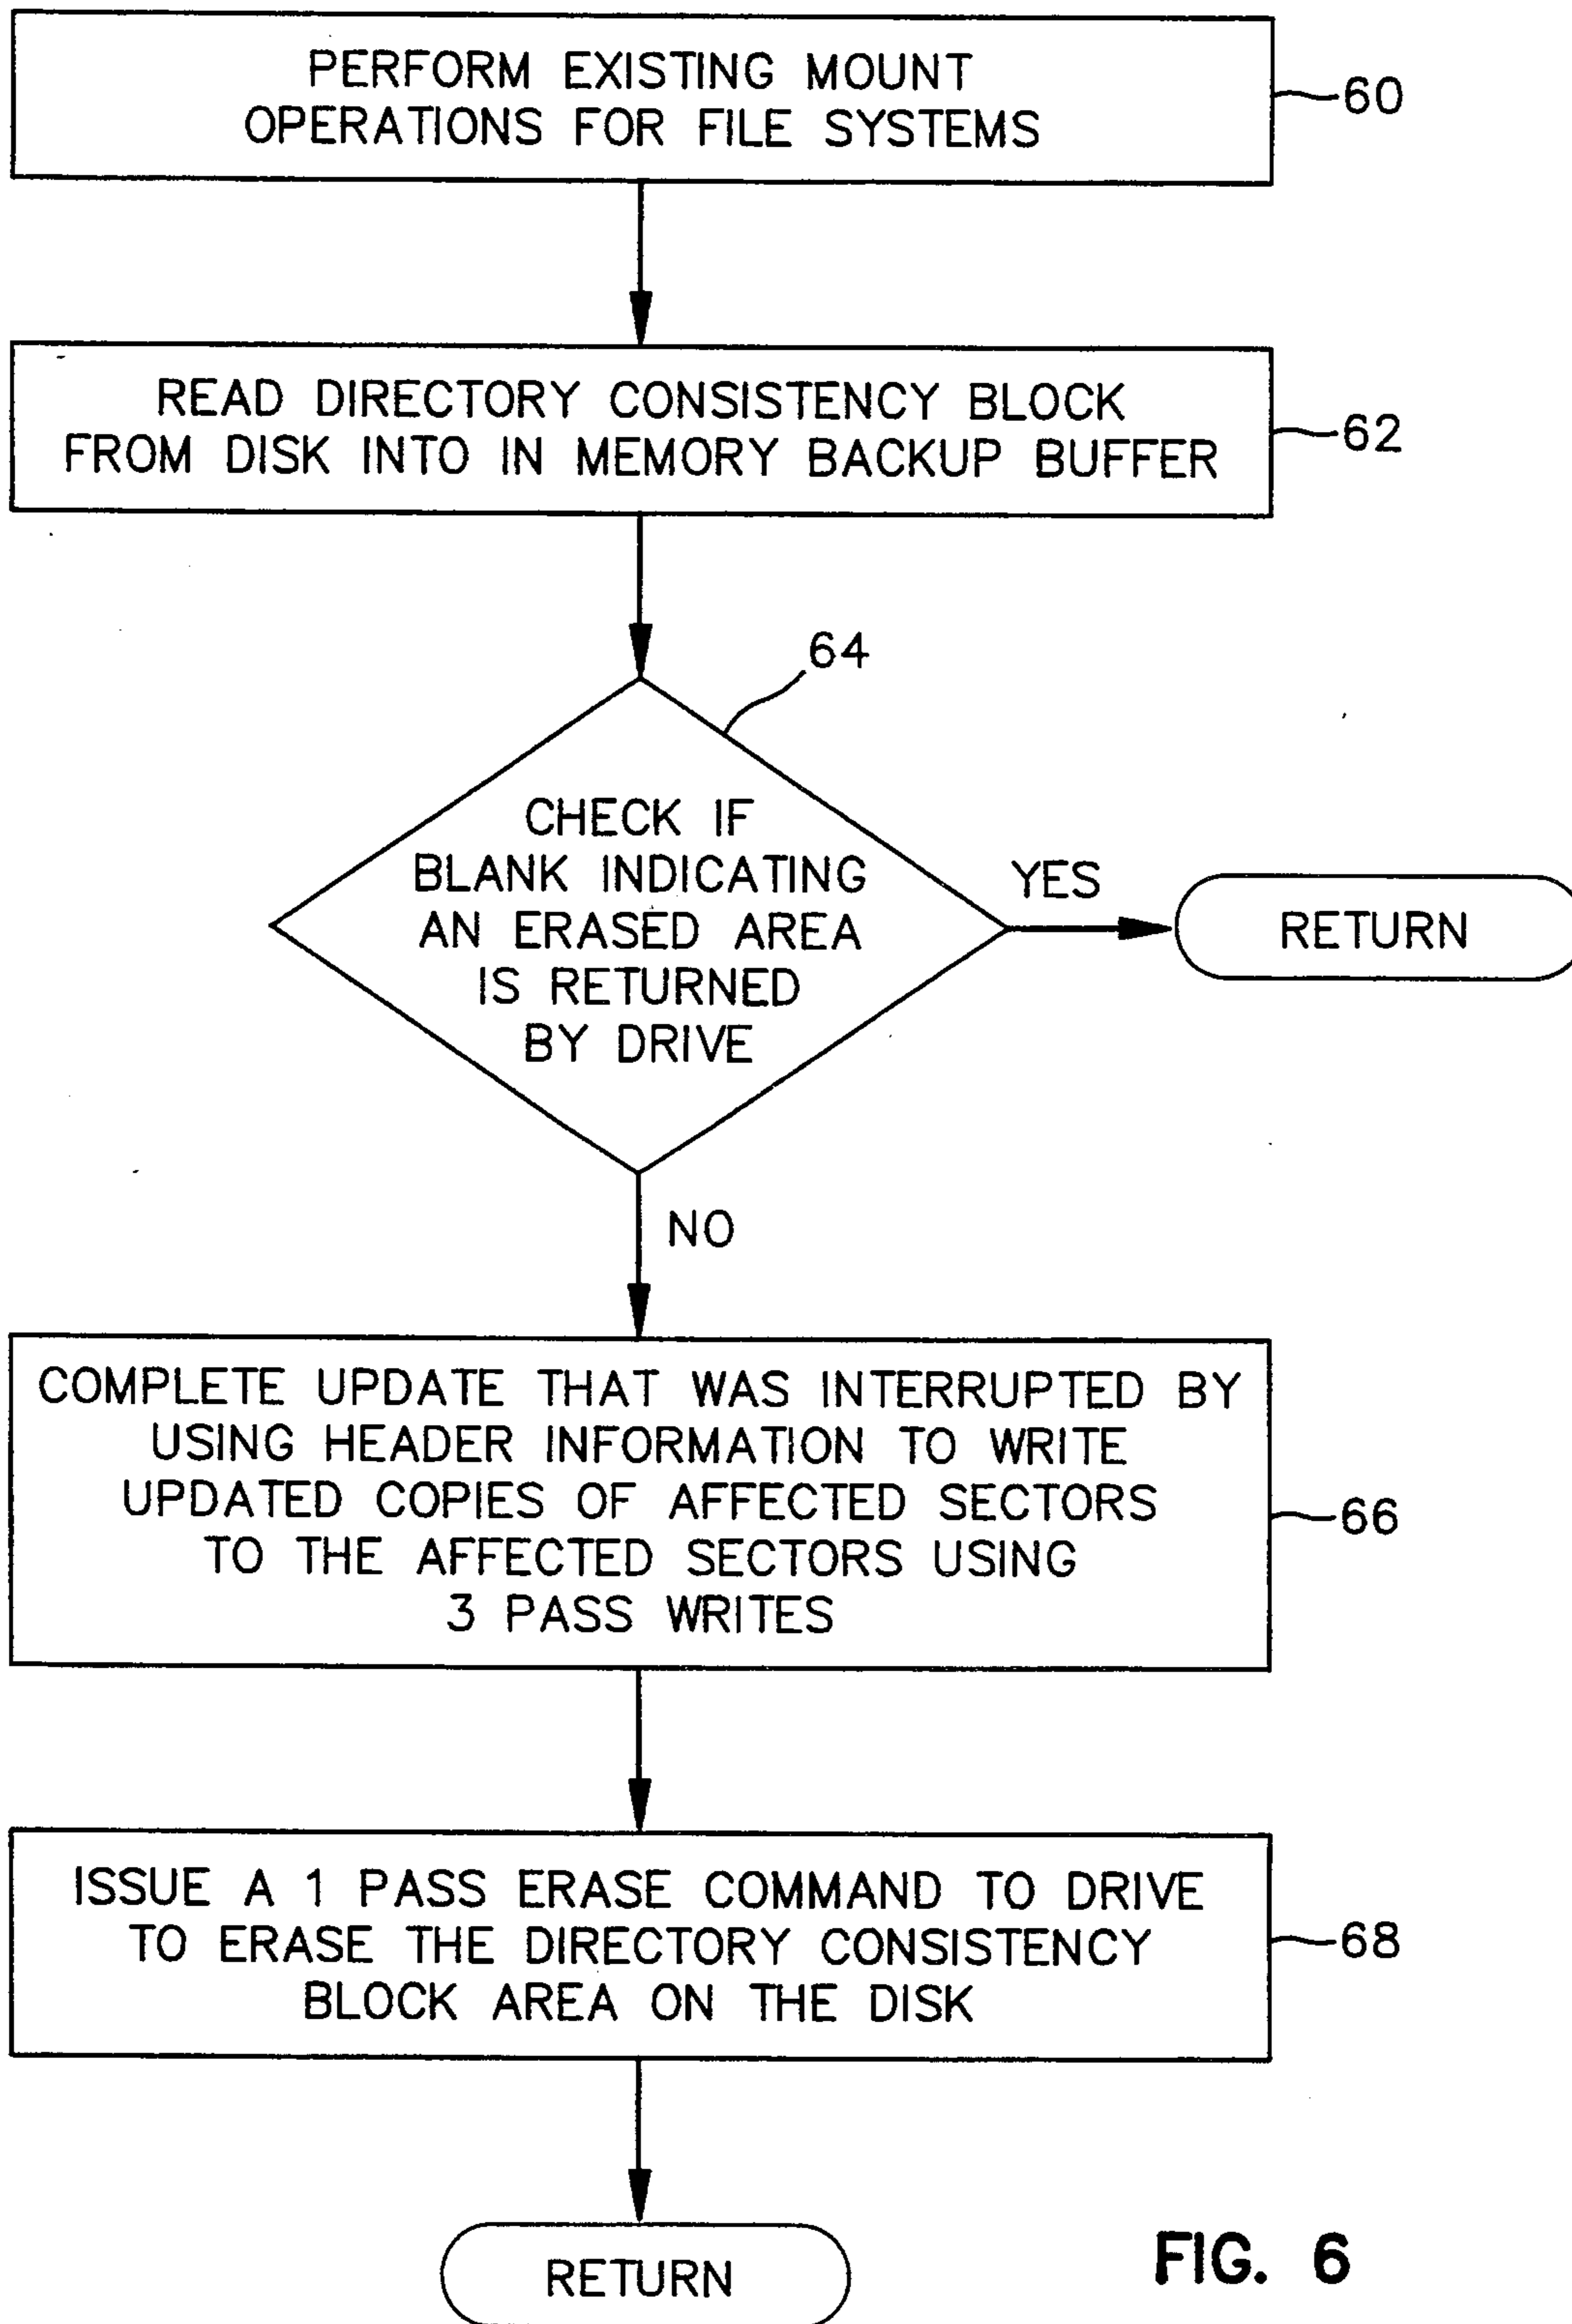 PERFORM EXISTING MOUNT
OPERATIONS FOR FILE SYSTEMS
60
READ DIRECTORY CONSISTENCY BLOCK
FROM DISK INTO IN MEMORY BACKUP BUFFER
62
64
CHECK IF
BLANK INDICATING
AN ERASED AREA
IS RETURNED
BY DRIVE
YES
RETURN
NO
COMPLETE UPDATE THAT WAS INTERRUPTED BY
USING HEADER INFORMATION TO WRITE
UPDATED COPIES OF AFFECTED SECTORS
TO THE AFFECTED SECTORS USING
3 PASS WRITES
66
ISSUE A 1 PASS ERASE COMMAND TO DRIVE
TO ERASE THE DIRECTORY CONSISTENCY
BLOCK AREA ON THE DISK
68
RETURN
FIG. 6